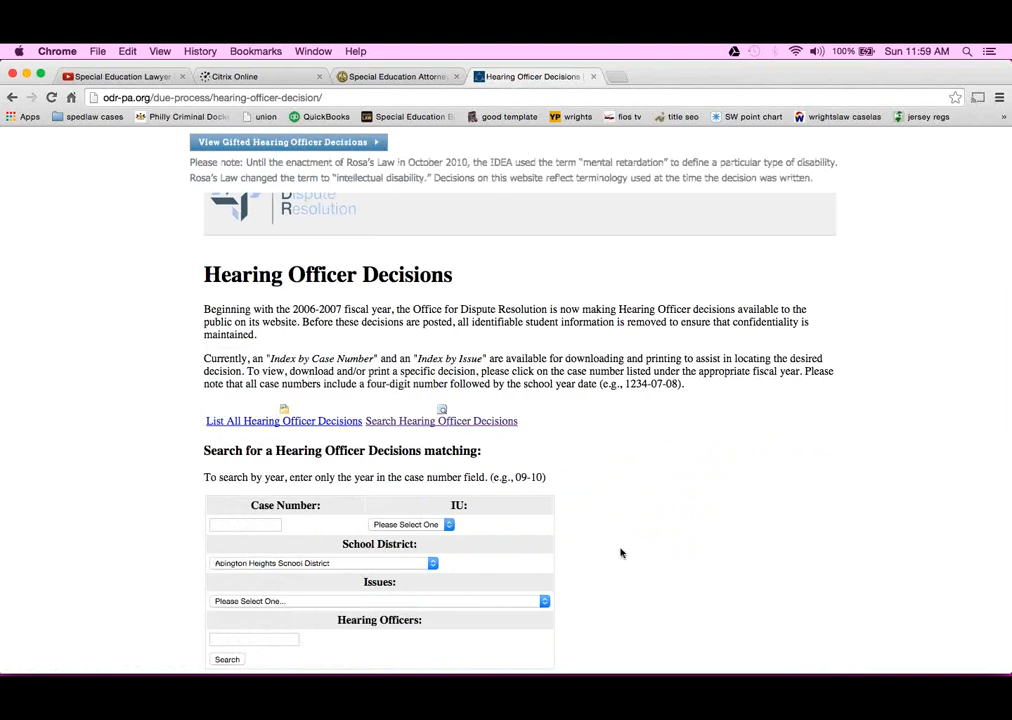 Chrome File Edit View History Bookmarks Window Help 100% Sun 11:59 AM
Special Education Lawyer Citrix Online Special Education Attorne Hearing Officer Decisions
odr-pa.org/due-process/hearing-officer-decision/
Apps spedlaw cases Philly Criminal Dock union QuickBooks Special Education B good template YP wrights fios tv title seo SW point chart wrightslaw caselas jersey regs »
View Gifted Hearing Officer Decisions
Please note: Until the enactment of Rosa's Law in October 2010, the IDEA used the term "mental retardation" to define a particular type of disability.
Rosa's Law changed the term to "intellectual disability." Decisions on this website reflect terminology used at the time the decision was written.
Dispute
Resolution
Hearing Officer Decisions
Beginning with the 2006-2007 fiscal year, the Office for Dispute Resolution is now making Hearing Officer decisions available to the
public on its website. Before these decisions are posted, all identifiable student information is removed to ensure that confidentiality is
maintained.
Currently, an "Index by Case Number" and an "Index by Issue" are available for downloading and printing to assist in locating the desired
decision. To view, download and/or print a specific decision, please click on the case number listed under the appropriate fiscal year. Please
note that all case numbers include a four-digit number followed by the school year date (e.g., 1234-07-08).
List All Hearing Officer Decisions Search Hearing Officer Decisions
Search for a Hearing Officer Decisions matching:
To search by year, enter only the year in the case number field. (e.g., 09-10)
Case Number: IU:
Please Select One
School District:
Abington Heights School District
Issues:
Please Select One...
Hearing Officers:
Search